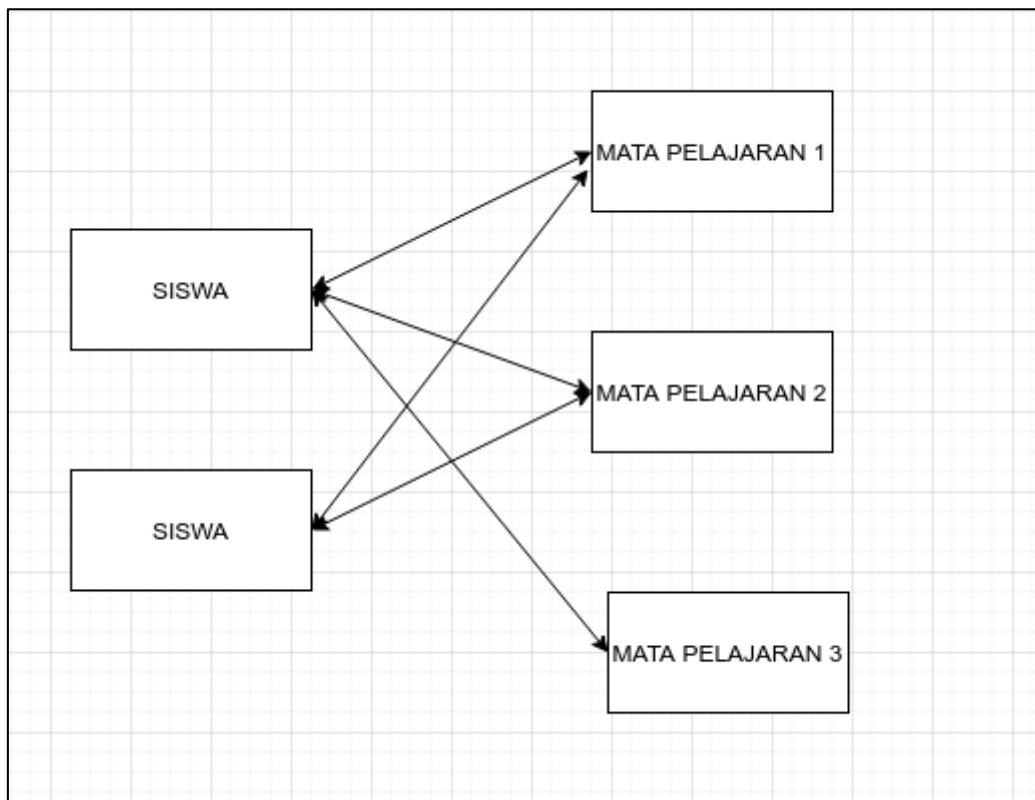 MATA PELAJARAN 1
SISWA
MATA PELAJARAN 2
SISWA
MATA PELAJARAN 3